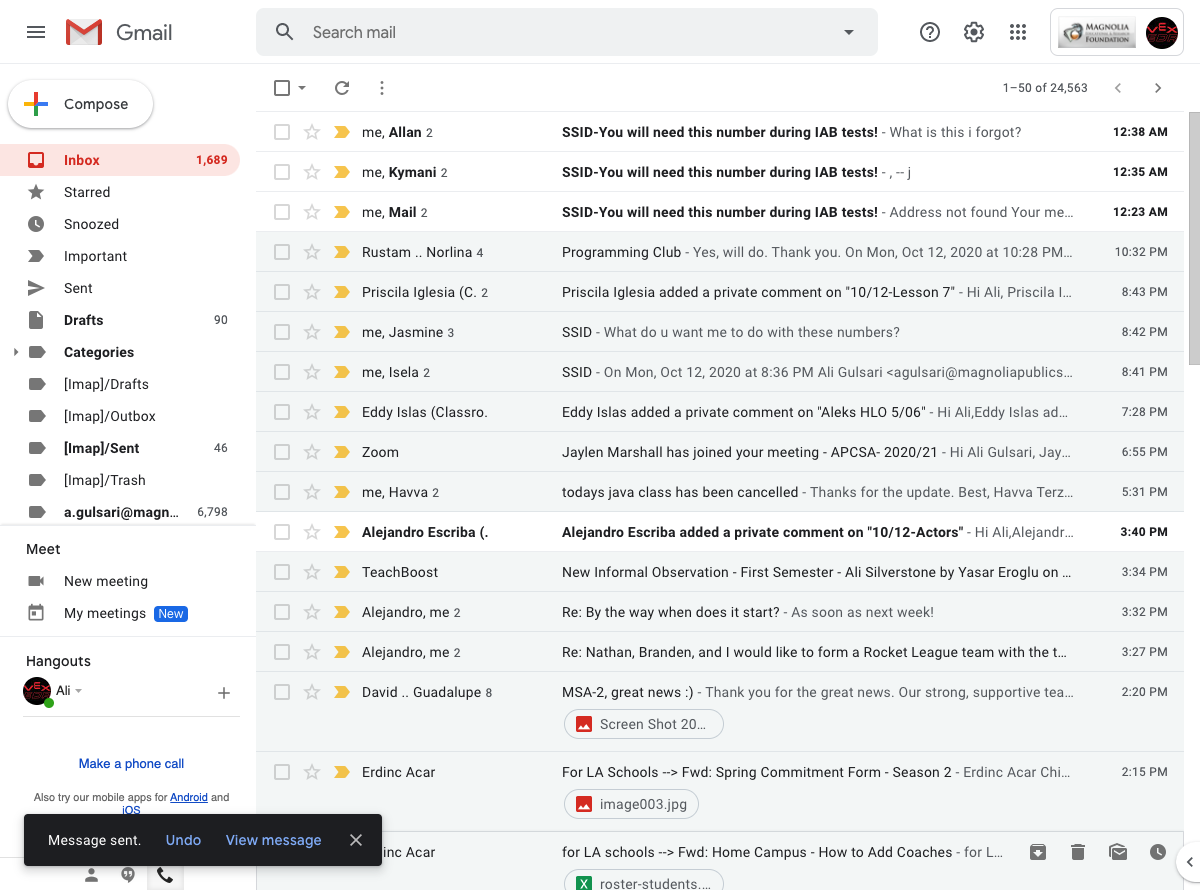 Gmail
Search mail
MAGNOLIA
FOUNDATION
Compose
1–50 of 24,563
Inbox 1,689
Starred
Snoozed
Important
Sent
Drafts 90
Categories
[Imap]/Drafts
[Imap]/Outbox
[Imap]/Sent 46
[Imap]/Trash
a.gulsari@magn... 6,798
Meet
New meeting
My meetings New
Hangouts
Ali
Make a phone call
Also try our mobile apps for Android and
iOS
me, Allan 2 SSID-You will need this number during IAB tests! - What is this i forgot? 12:38 AM
me, Kymani 2 SSID-You will need this number during IAB tests! - , -- j 12:35 AM
me, Mail 2 SSID-You will need this number during IAB tests! - Address not found Your me… 12:23 AM
Rustam .. Norlina 4 Programming Club - Yes, will do. Thank you. On Mon, Oct 12, 2020 at 10:28 PM… 10:32 PM
Priscila Iglesia (C. 2 Priscila Iglesia added a private comment on "10/12-Lesson 7" - Hi Ali, Priscila I… 8:43 PM
me, Jasmine 3 SSID - What do u want me to do with these numbers? 8:42 PM
me, Isela 2 SSID - On Mon, Oct 12, 2020 at 8:36 PM Ali Gulsari <agulsari@magnoliapublics… 8:41 PM
Eddy Islas (Classro. Eddy Islas added a private comment on "Aleks HLO 5/06" - Hi Ali,Eddy Islas ad… 7:28 PM
Zoom Jaylen Marshall has joined your meeting - APCSA- 2020/21 - Hi Ali Gulsari, Jay… 6:55 PM
me, Havva 2 todays java class has been cancelled - Thanks for the update. Best, Havva Terz… 5:31 PM
Alejandro Escriba (. Alejandro Escriba added a private comment on "10/12-Actors" - Hi Ali,Alejandr… 3:40 PM
TeachBoost New Informal Observation - First Semester - Ali Silverstone by Yasar Eroglu on … 3:34 PM
Alejandro, me 2 Re: By the way when does it start? - As soon as next week! 3:32 PM
Alejandro, me 2 Re: Nathan, Branden, and I would like to form a Rocket League team with the t… 3:27 PM
David .. Guadalupe 8 MSA-2, great news :) - Thank you for the great news. Our strong, supportive tea… 2:20 PM
Screen Shot 20…
Erdinc Acar For LA Schools --> Fwd: Spring Commitment Form - Season 2 - Erdinc Acar Chi… 2:15 PM
image003.jpg
inc Acar for LA schools --> Fwd: Home Campus - How to Add Coaches - for L…
roster-students.…
Message sent. Undo View message